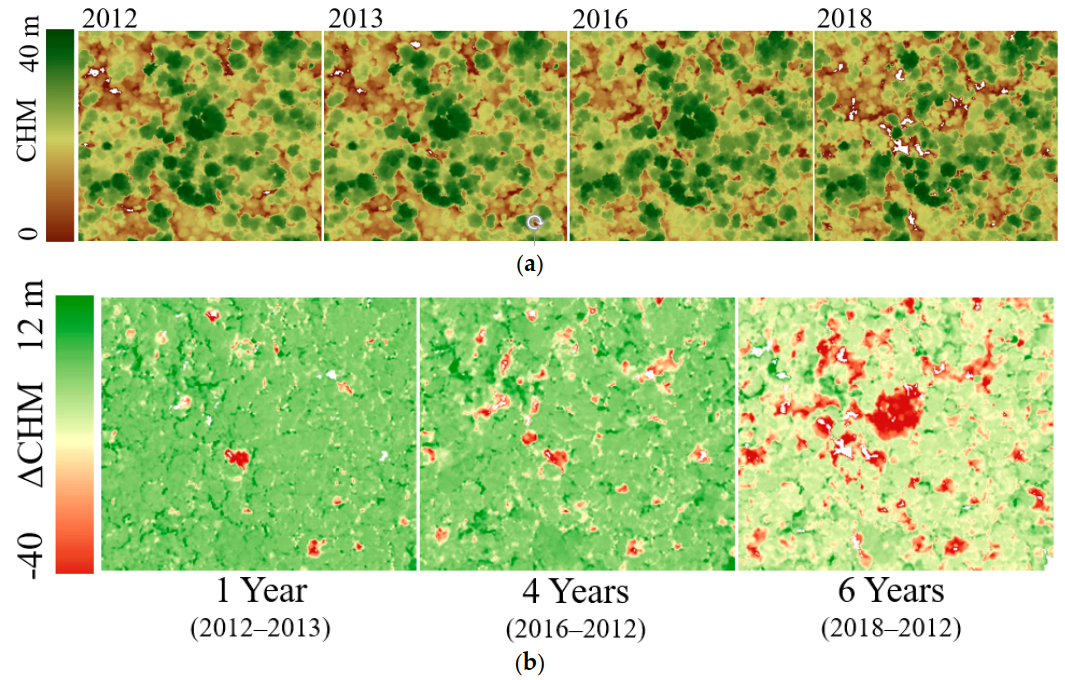 2012 2013 2016 2018
40 m
CHM
0
(a)
12 m
ΔCHM
-40
1 Year 4 Years 6 Years
(2012–2013) (2016–2012) (2018–2012)
(b)